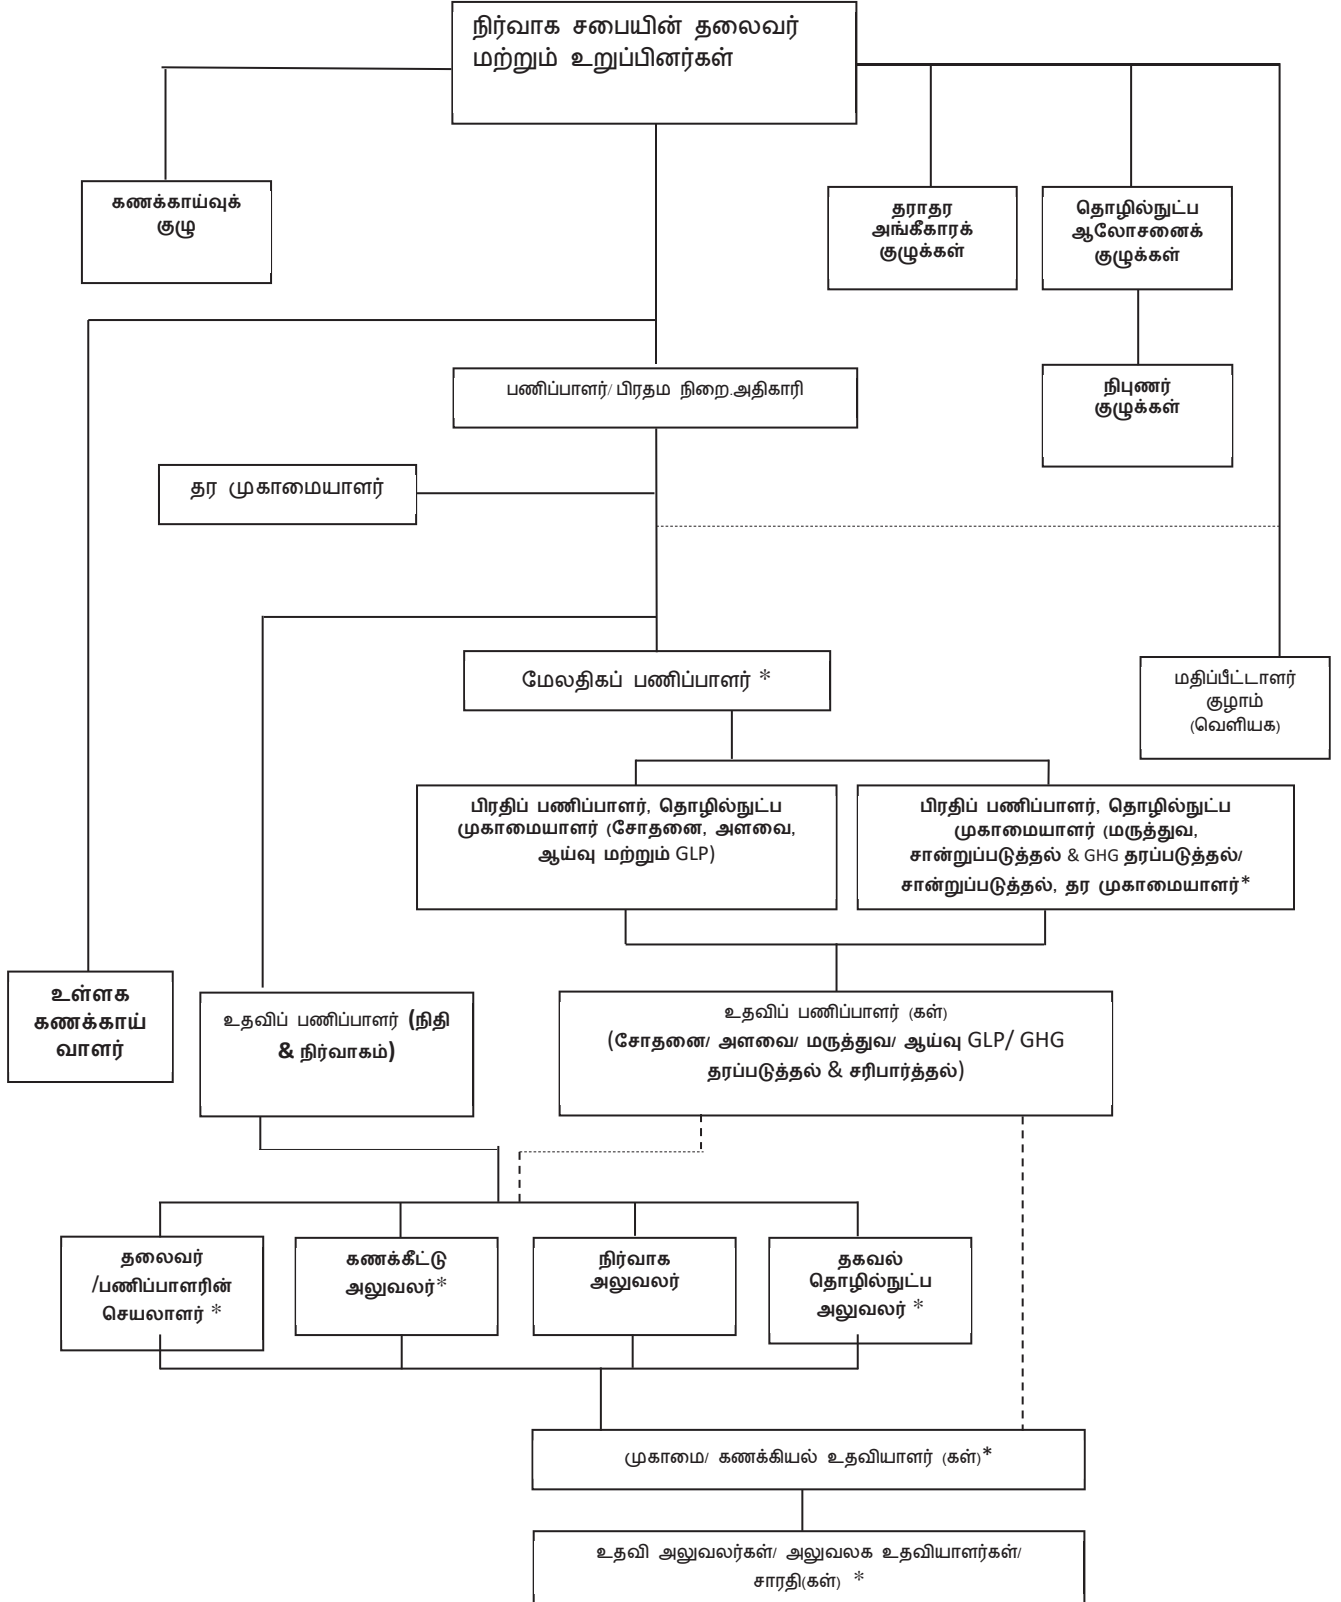 நிர்வாக சபையின் தலைவர்
மற்றும் உறுப்பினர்கள்
கணக்காய்வுக்
குழு
தராதர
அங்கீகாரக்
குழுக்கள்
தொழில்நுட்ப
ஆலோசனைக்
குழுக்கள்
பணிப்பாளர்/ பிரதம நிறை.அதிகாரி
நிபுணர்
குழுக்கள்
தர முகாமையாளர்
மேலதிகப் பணிப்பாளர் *
மதிப்பீட்டாளர்
குழாம்
(வெளியக)
பிரதிப் பணிப்பாளர், தொழில்நுட்ப
முகாமையாளர் (சோதனை, அளவை,
ஆய்வு மற்றும் GLP)
பிரதிப் பணிப்பாளர், தொழில்நுட்ப
முகாமையாளர் (மருத்துவ,
சான்றுப்படுத்தல் & GHG தரப்படுத்தல்/
சான்றுப்படுத்தல், தர முகாமையாளர்*
உள்ளக
கணக்காய்
வாளர்
உதவிப் பணிப்பாளர் (நிதி
& நிர்வாகம்)
உதவிப் பணிப்பாளர் (கள்)
(சோதனை/ அளவை/ மருத்துவ/ ஆய்வு GLP/ GHG
தரப்படுத்தல் & சரிபார்த்தல்)
தலைவர்
/பணிப்பாளரின்
செயலாளர் *
கணக்கீட்டு
அலுவலர்*
நிர்வாக
அலுவலர்
தகவல்
தொழில்நுட்ப
அலுவலர் *
முகாமை/ கணக்கியல் உதவியாளர் (கள்)*
உதவி அலுவலர்கள்/ அலுவலக உதவியாளர்கள்/
சாரதி(கள்) *